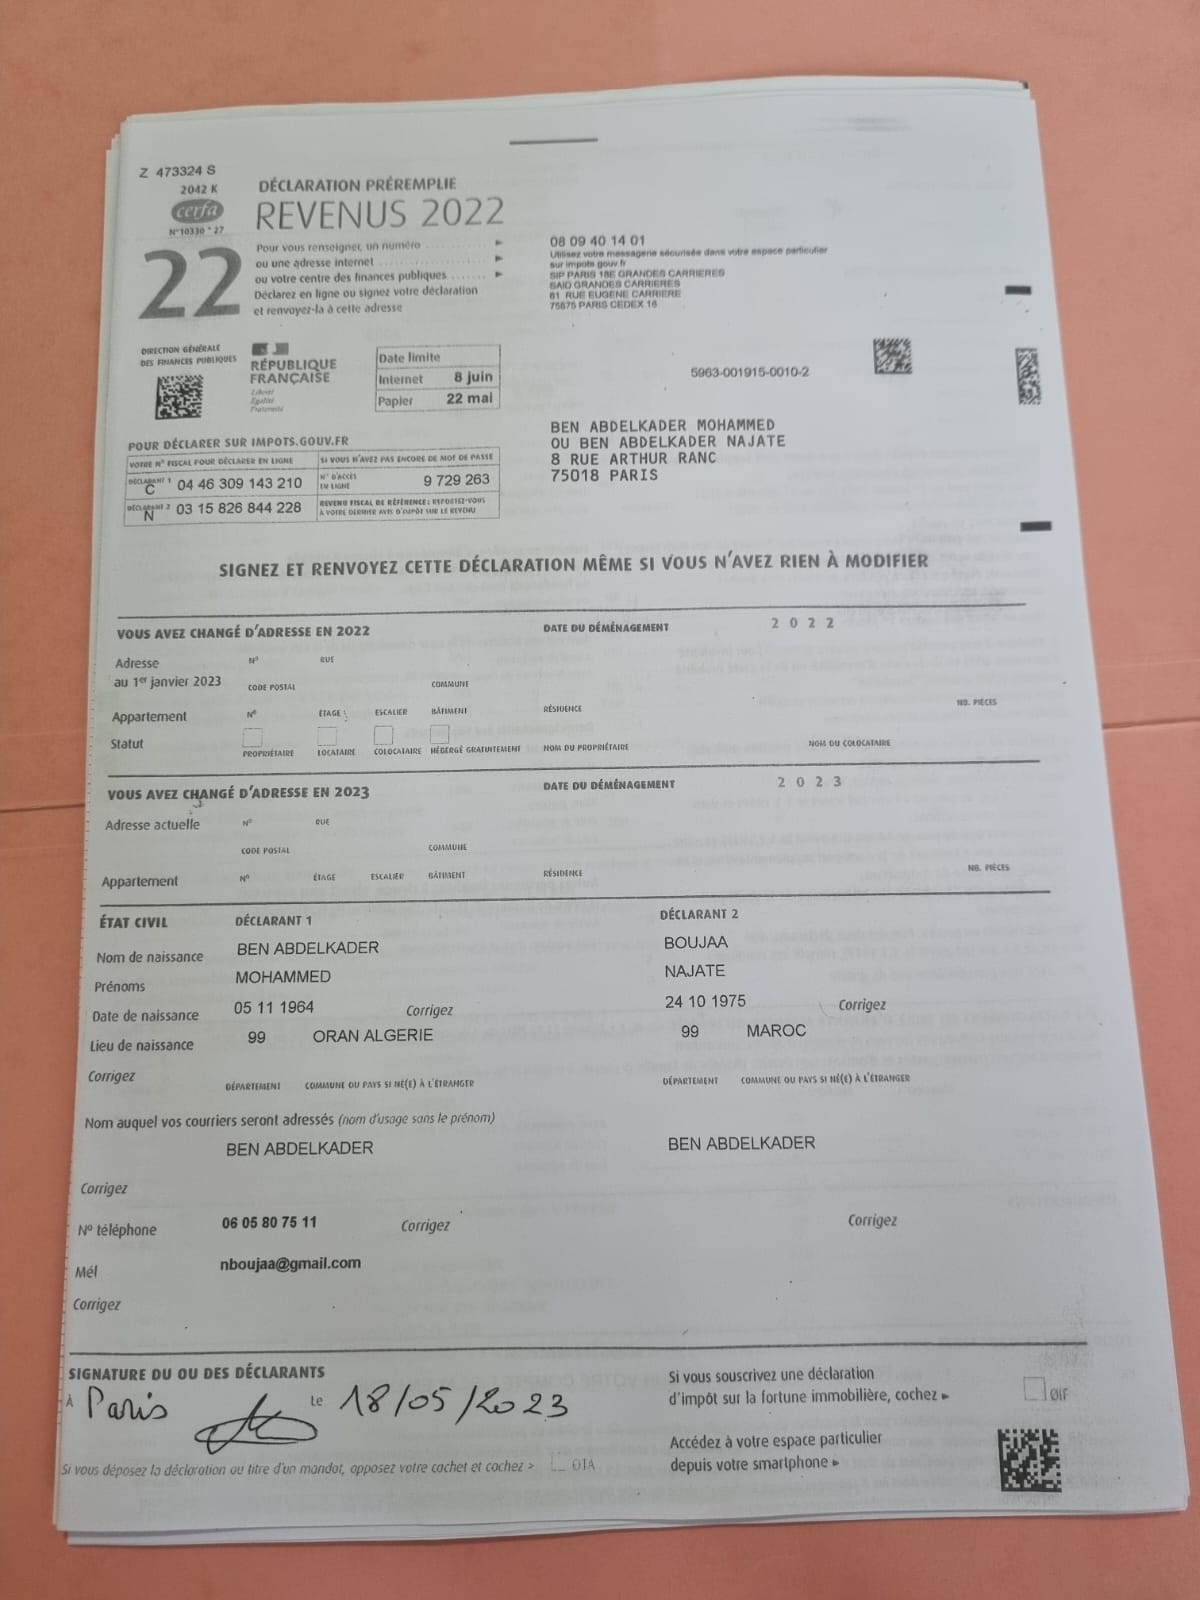 Z 473324 S
2042 K
cerfa
N° 10330 * 27
22
DÉCLARATION PRÉREMPLIE
REVENUS 2022
Pour vous renseigner, un numéro
ou une adresse internet
ou votre centre des finances publiques
Déclarez en ligne ou signez votre déclaration
et renvoyez-la à cette adresse
08 09 40 14 01
Utilisez votre messagerie sécurisée dans votre espace particulier
sur impots.gouv.fr
SIP PARIS 18E GRANDES CARRIERES
SAID GRANDES CARRIERES
61 RUE EUGENE CARRIERE
75875 PARIS CEDEX 18
DIRECTION GÉNÉRALE
DES FINANCES PUBLIQUES
RÉPUBLIQUE
FRANÇAISE
Liberté
Égalité
Fraternité
Date limite
Internet 8 juin
Papier 22 mai
5963-001915-0010-2
BEN ABDELKADER MOHAMMED
OU BEN ABDELKADER NAJATE
8 RUE ARTHUR RANC
75018 PARIS
POUR DÉCLARER SUR IMPOTS.GOUV.FR
VOTRE N° FISCAL POUR DÉCLARER EN LIGNE SI VOUS N'AVEZ PAS ENCORE DE MOT DE PASSE
DÉCLARANT 1 C 04 46 309 143 210 N° D'ACCÈS EN LIGNE 9 729 263
DÉCLARANT 2 N 03 15 826 844 228 REVENU FISCAL DE RÉFÉRENCE : REPORTEZ-VOUS
À VOTRE DERNIER AVIS D'IMPÔT SUR LE REVENU
SIGNEZ ET RENVOYEZ CETTE DÉCLARATION MÊME SI VOUS N'AVEZ RIEN À MODIFIER
VOUS AVEZ CHANGÉ D'ADRESSE EN 2022 DATE DU DÉMÉNAGEMENT 2 0 2 2
Adresse N° RUE
au 1er janvier 2023 CODE POSTAL COMMUNE
Appartement N° ÉTAGE ESCALIER BÂTIMENT RÉSIDENCE NB. PIÈCES
Statut PROPRIÉTAIRE LOCATAIRE COLOCATAIRE HÉBERGÉ GRATUITEMENT NOM DU PROPRIÉTAIRE NOM DU COLOCATAIRE
VOUS AVEZ CHANGÉ D'ADRESSE EN 2023 DATE DU DÉMÉNAGEMENT 2 0 2 3
Adresse actuelle N° RUE
CODE POSTAL COMMUNE
Appartement N° ÉTAGE ESCALIER BÂTIMENT RÉSIDENCE NB. PIÈCES
ÉTAT CIVIL DÉCLARANT 1 DÉCLARANT 2
Nom de naissance BEN ABDELKADER BOUJAA
Prénoms MOHAMMED NAJATE
Date de naissance 05 11 1964 Corrigez 24 10 1975 Corrigez
Lieu de naissance 99 ORAN ALGERIE 99 MAROC
Corrigez
DÉPARTEMENT COMMUNE OU PAYS SI NÉ(E) À L'ÉTRANGER DÉPARTEMENT COMMUNE OU PAYS SI NÉ(E) À L'ÉTRANGER
Nom auquel vos courriers seront adressés (nom d'usage sans le prénom)
BEN ABDELKADER BEN ABDELKADER
Corrigez
N° téléphone 06 05 80 75 11 Corrigez Corrigez
Mél nboujaa@gmail.com
Corrigez
SIGNATURE DU OU DES DÉCLARANTS
À Paris Le 18/05/2023
Si vous déposez la déclaration au titre d'un mandat, apposez votre cachet et cochez > 0TA
Si vous souscrivez une déclaration
d'impôt sur la fortune immobilière, cochez 0IF
Accédez à votre espace particulier
depuis votre smartphone